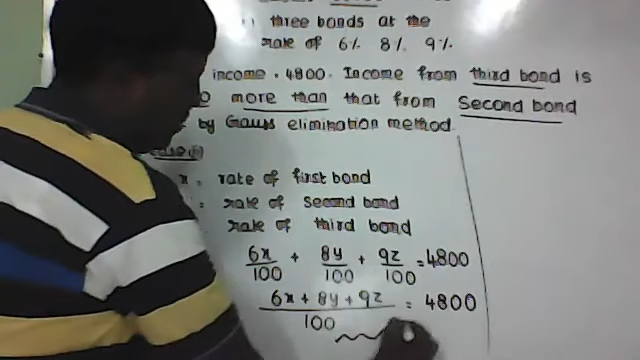 three bonds at the
rate of 6% 8% 9%
income . 4800. Income from third bond is
0 more than that from Second bond
by Gauss elimination method.
x : rate of first bond
: rate of Second bond
rate of third bond
6x/100 + 8y/100 + 9z/100 = 4800
6x + 8y + 9z / 100 = 4800